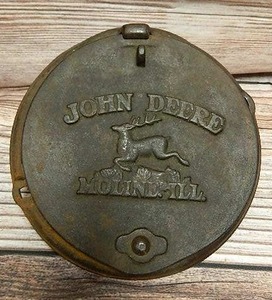 JOHN DEERE
MOLINE, ILL.